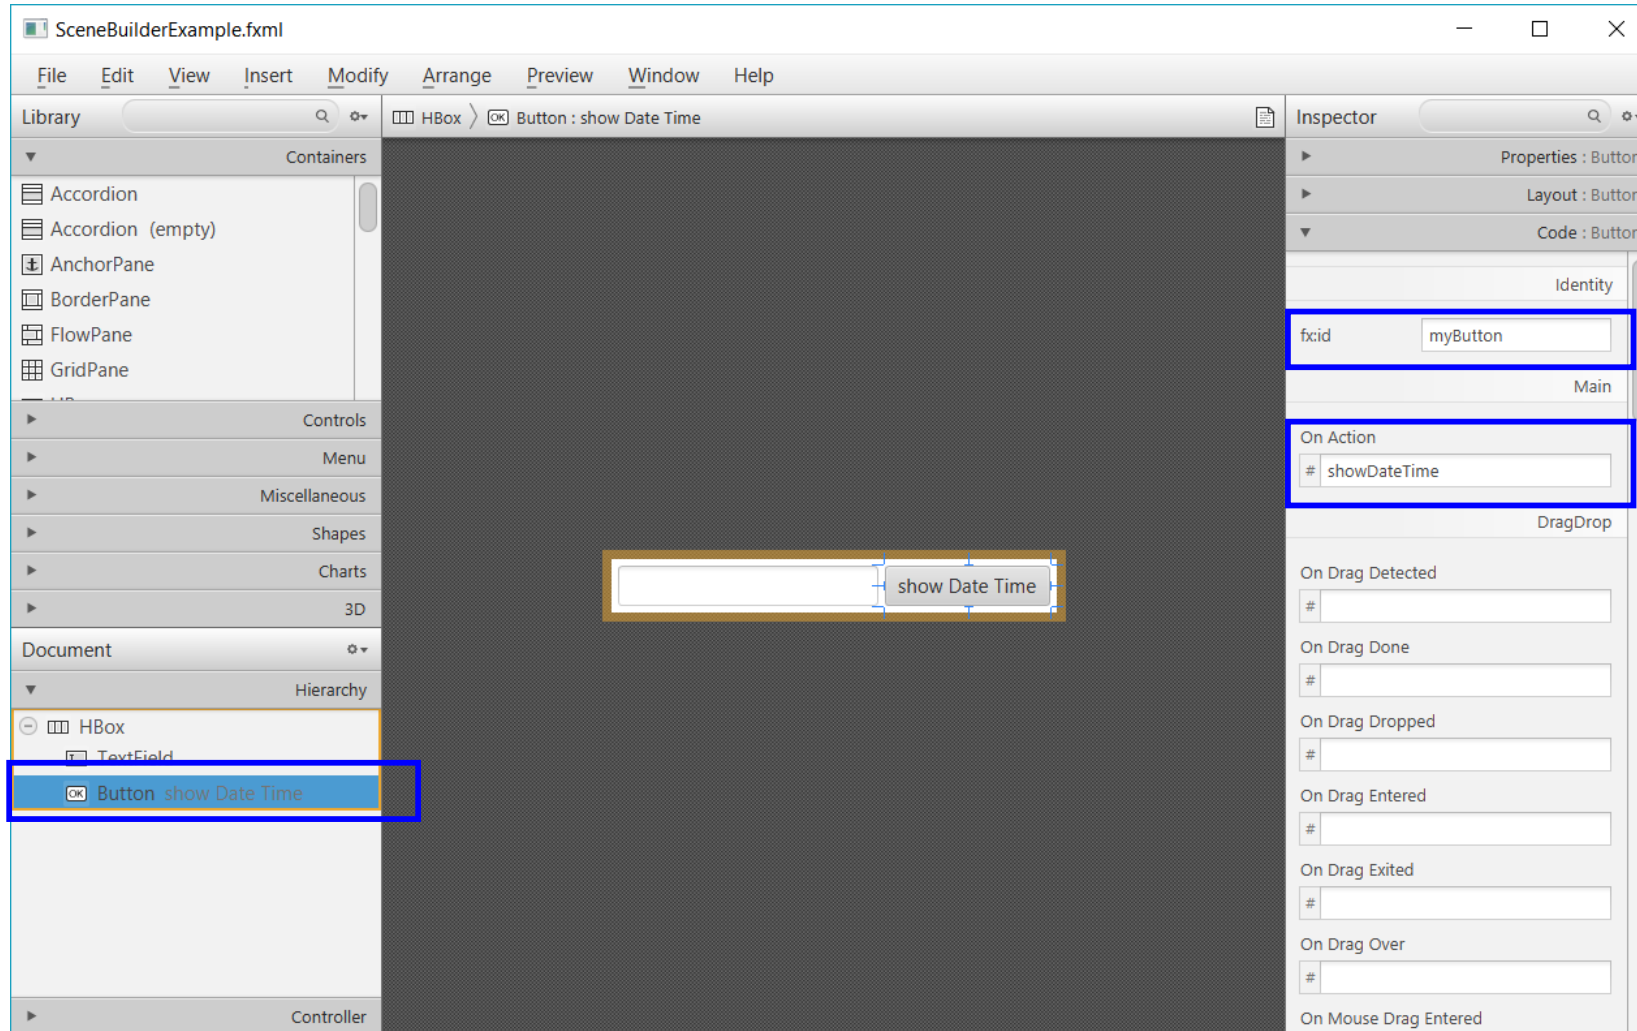 SceneBuilderExample.fxml
File Edit View Insert Modify Arrange Preview Window Help
Library
HBox Button : show Date Time
Inspector
Containers
Accordion
Accordion (empty)
AnchorPane
BorderPane
FlowPane
GridPane
Controls
Menu
Miscellaneous
Shapes
Charts
3D
Document
Hierarchy
HBox
TextField
OK Button show Date Time
Controller
show Date Time
Properties : Button
Layout : Button
Code : Button
Identity
fx:id myButton
Main
On Action
# showDateTime
DragDrop
On Drag Detected
#
On Drag Done
#
On Drag Dropped
#
On Drag Entered
#
On Drag Exited
#
On Drag Over
#
On Mouse Drag Entered